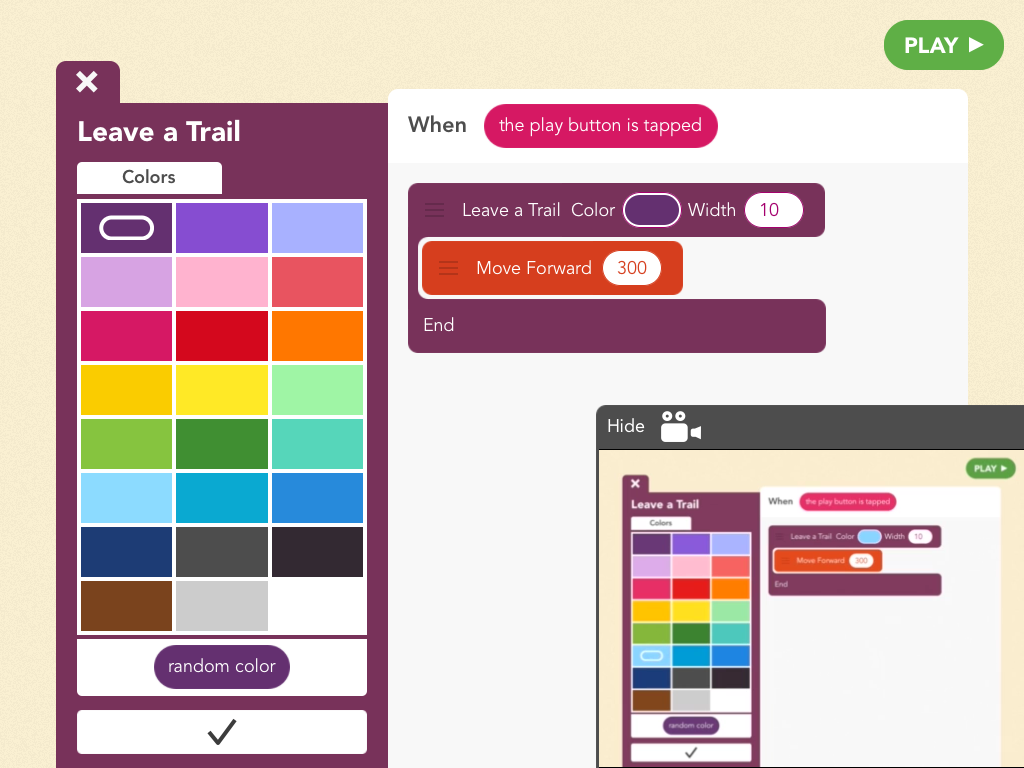 PLAY
Leave a Trail
Colors
When the play button is tapped
Leave a Trail Color Width 10
Move Forward 300
End
random color
Hide
PLAY
Leave a Trail
Colors
When the play button is tapped
Leave a Trail Color Width 10
Move Forward 300
End
random color